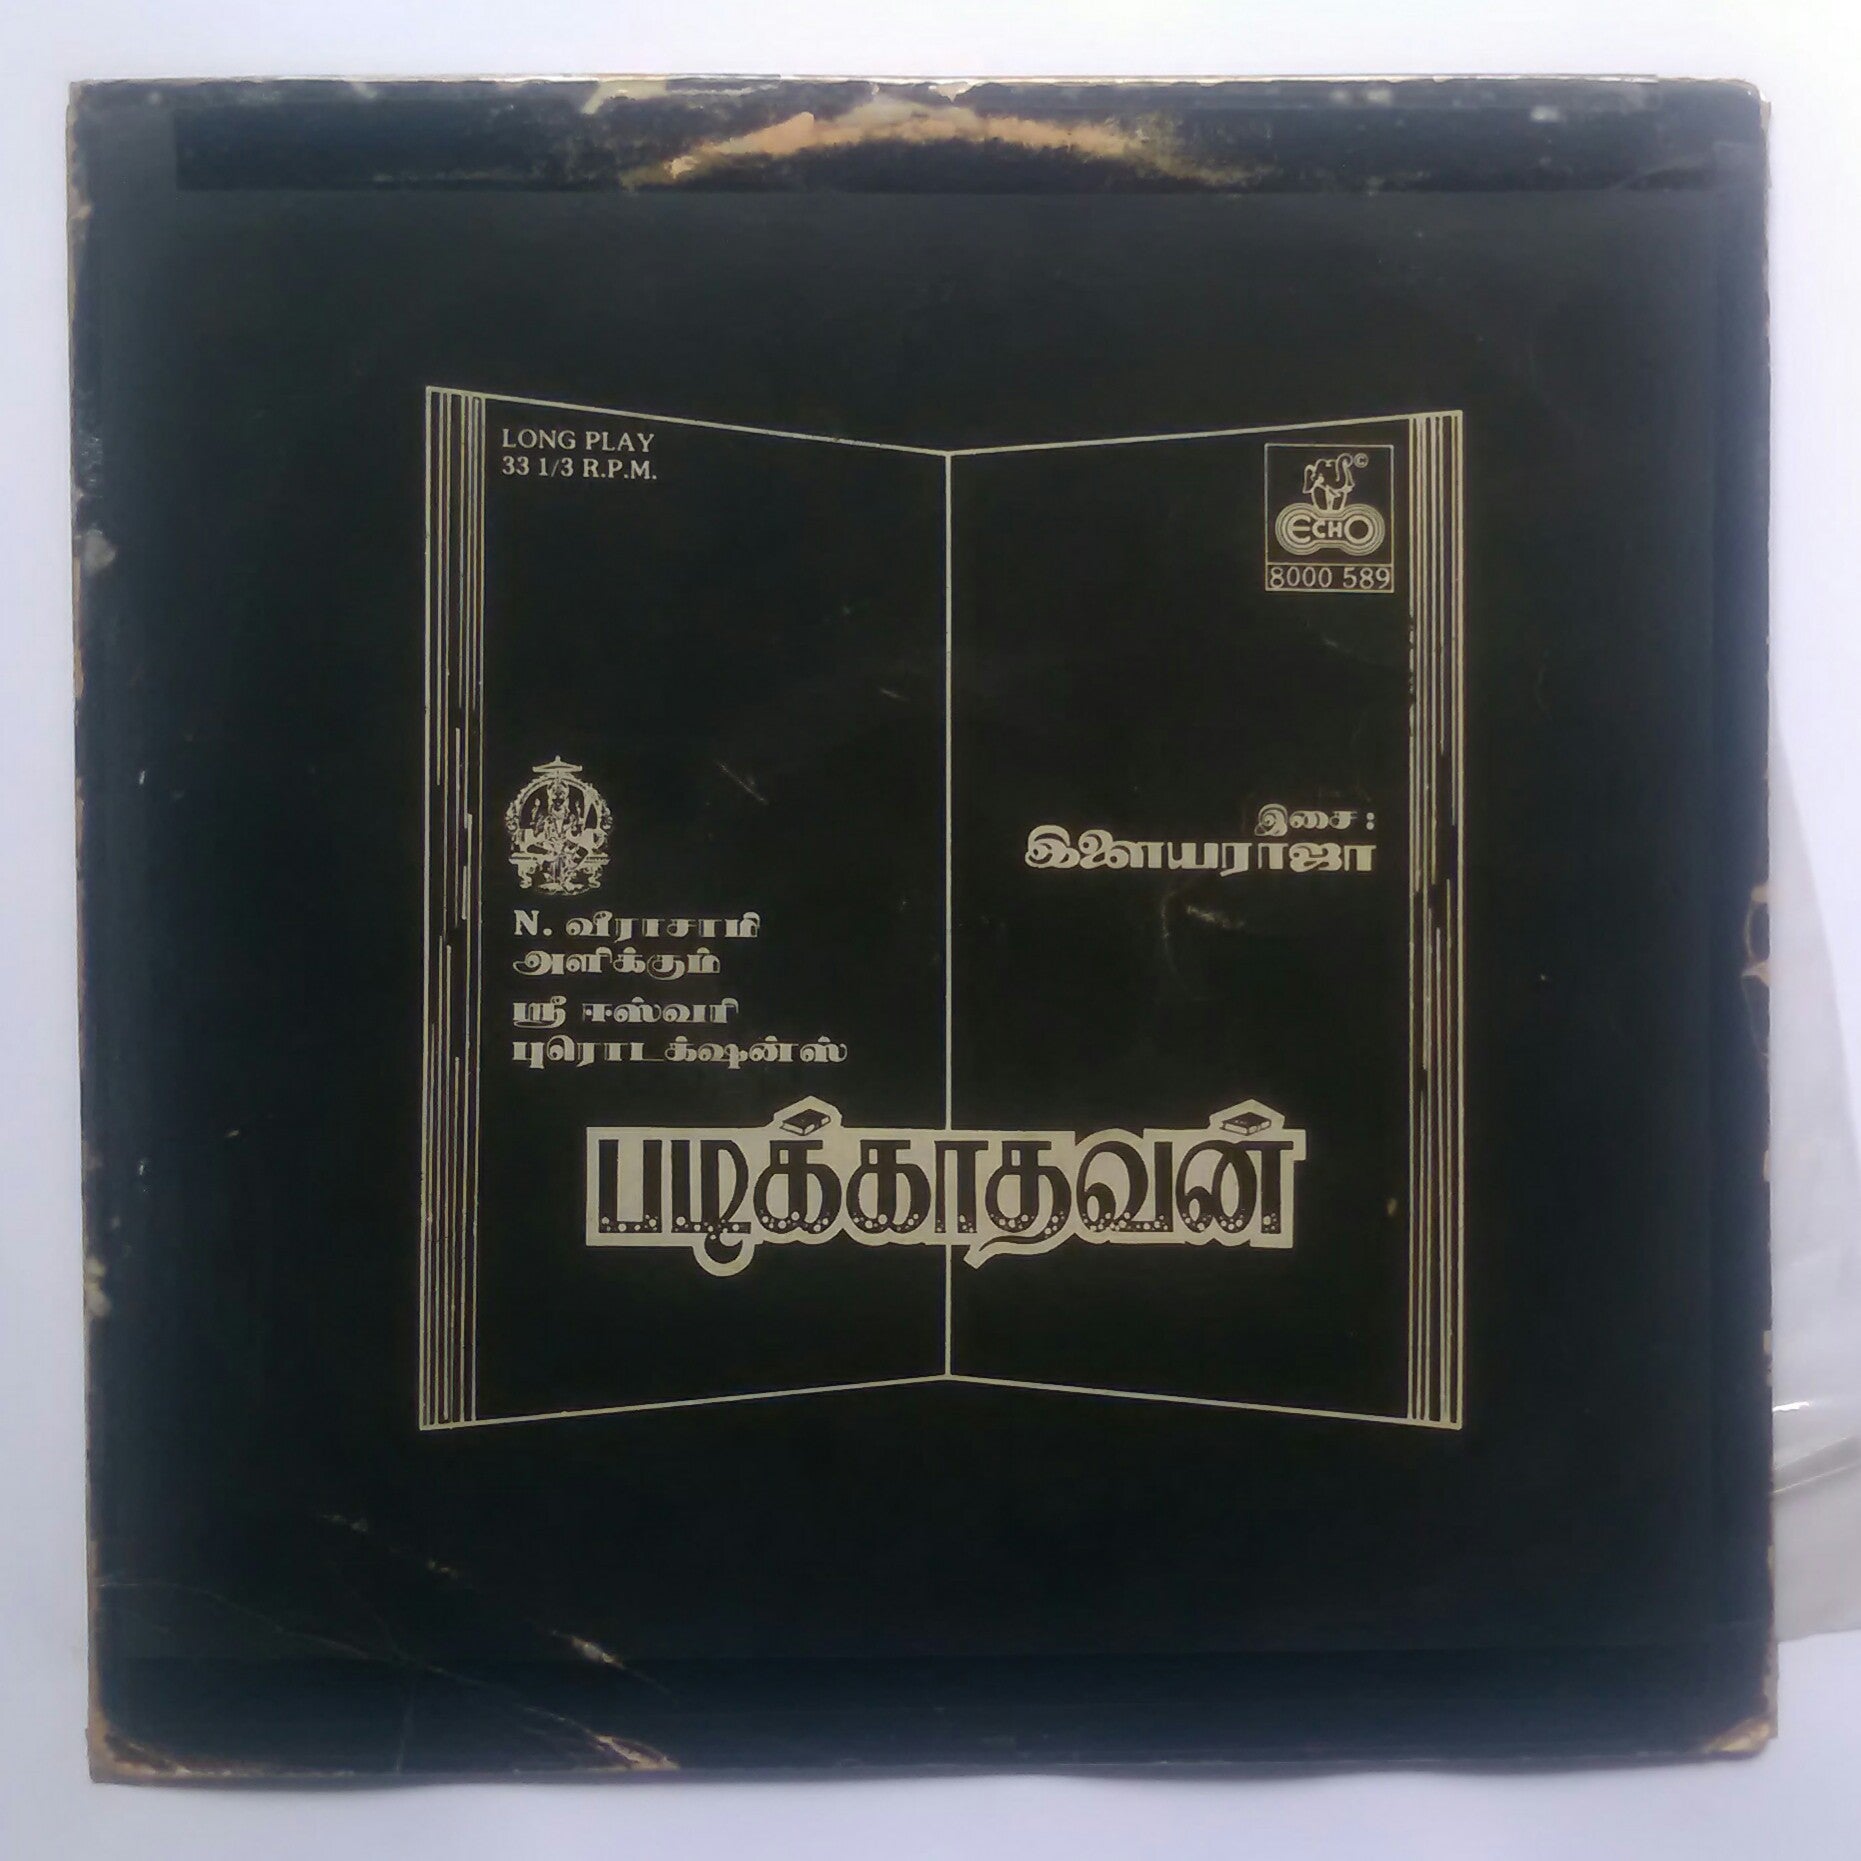 LONG PLAY
33 1/3 R.P.M.
©
ECHO
8000 589
இசை:
இளையராஜா
N. வீராசாமி
அளிக்கும்
ஸ்ரீ ஈஸ்வரி
புரொடக்ஷன்ஸ்
படிக்காதவன்